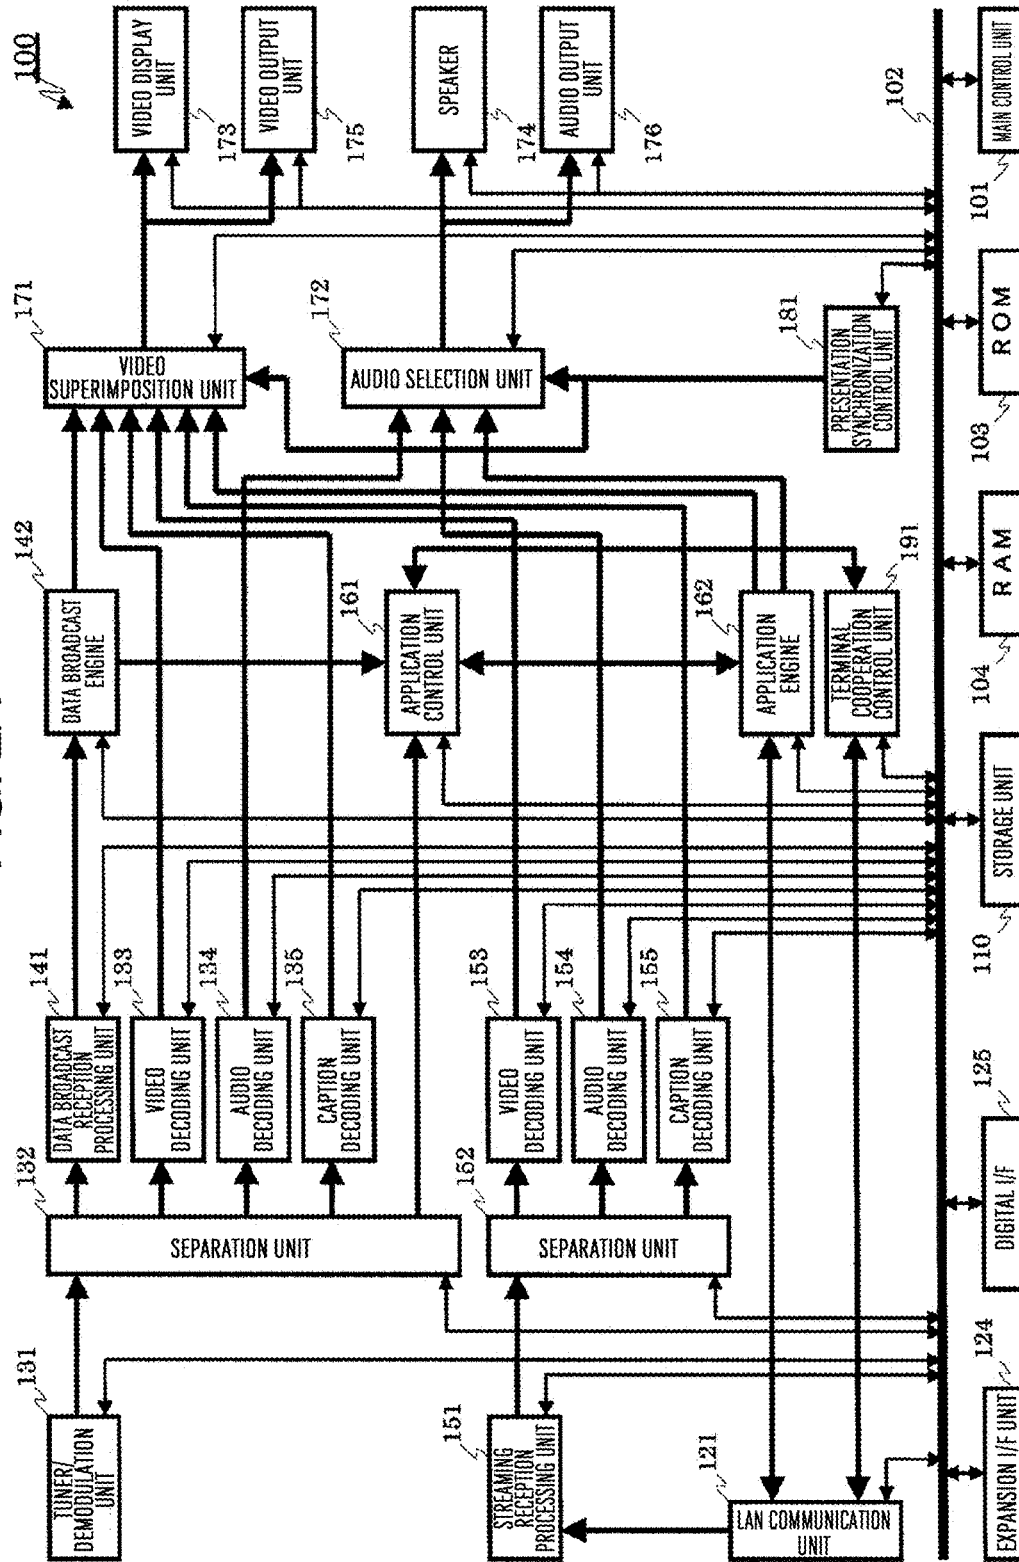 100
TUNER/
DEMODULATION
UNIT
131
SEPARATION UNIT
132
DATA BROADCAST
RECEPTION
PROCESSING UNIT
141
VIDEO
DECODING UNIT
133
AUDIO
DECODING UNIT
134
CAPTION
DECODING UNIT
135
DATA BROADCAST
ENGINE
142
VIDEO
SUPERIMPOSITION UNIT
171
VIDEO DISPLAY
UNIT
173
VIDEO OUTPUT
UNIT
175
STREAMING
RECEPTION
PROCESSING UNIT
151
SEPARATION UNIT
152
VIDEO
DECODING UNIT
153
AUDIO
DECODING UNIT
154
CAPTION
DECODING UNIT
155
APPLICATION
CONTROL UNIT
161
AUDIO SELECTION UNIT
172
SPEAKER
174
AUDIO OUTPUT
UNIT
176
LAN COMMUNICATION
UNIT
121
APPLICATION
ENGINE
162
TERMINAL
COOPERATION
CONTROL UNIT
191
PRESENTATION
SYNCHRONIZATION
CONTROL UNIT
181
102
EXPANSION I/F UNIT
124
DIGITAL I/F
125
STORAGE UNIT
110
RAM
104
ROM
103
MAIN CONTROL UNIT
101